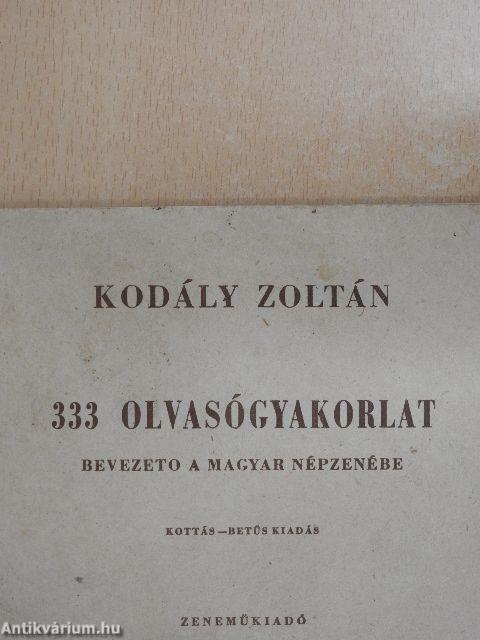 KODÁLY ZOLTÁN
333 OLVASÓGYAKORLAT
BEVEZETO A MAGYAR NÉPZENÉBE
KOTTÁS—BETŰS KIADÁS
ZENEMŰKIADÓ
Antikvárium.hu